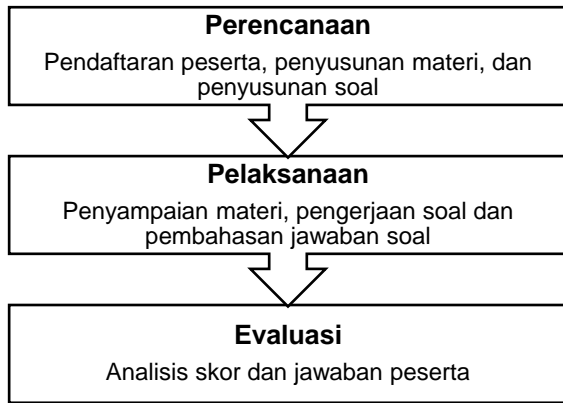 Perencanaan
Pendaftaran peserta, penyusunan materi, dan
penyusunan soal
Pelaksanaan
Penyampaian materi, pengerjaan soal dan
pembahasan jawaban soal
Evaluasi
Analisis skor dan jawaban peserta